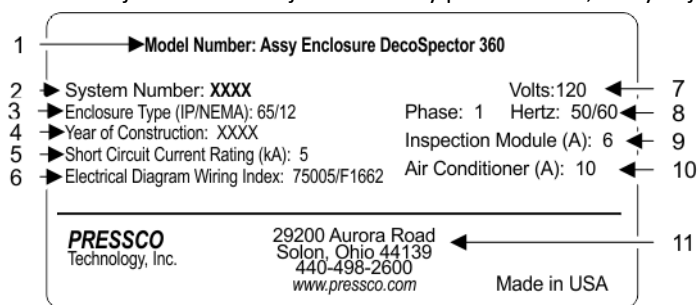 1 Model Number: Assy Enclosure DecoSpector 360
2 System Number: XXXX Volts:120 7
3 Enclosure Type (IP/NEMA): 65/12 Phase: 1 Hertz: 50/60 8
4 Year of Construction: XXXX Inspection Module (A): 6 9
5 Short Circuit Current Rating (kA): 5
6 Electrical Diagram Wiring Index: 75005/F1662 Air Conditioner (A): 10 10
PRESSCO 29200 Aurora Road
Technology, Inc. Solon, Ohio 44139 11
440-498-2600
www.pressco.com Made in USA